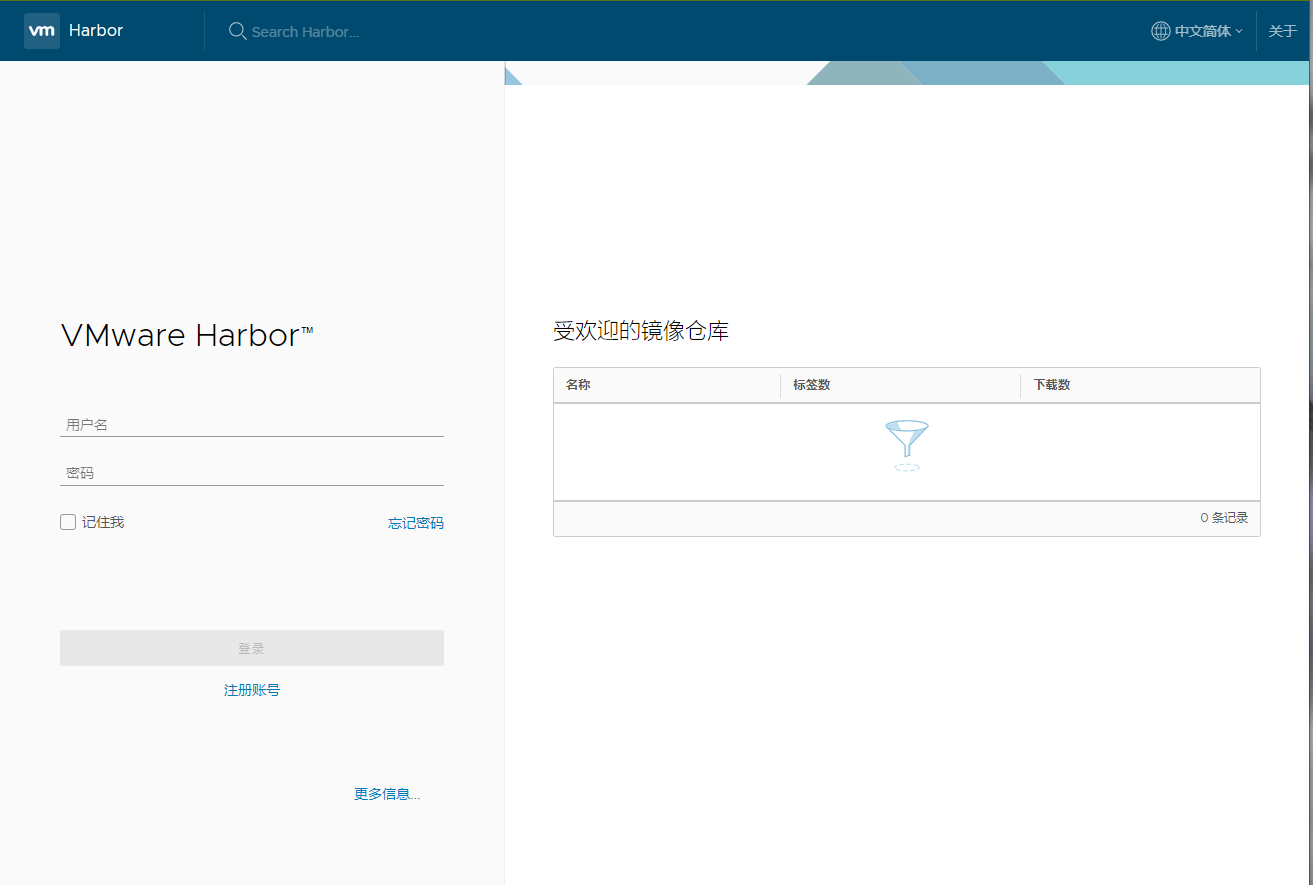 vm Harbor Search Harbor... 中文简体 关于
VMware Harbor™
用户名
密码
记住我 忘记密码
登录
注册账号
更多信息...
受欢迎的镜像仓库
名称 标签数 下载数
0 条记录